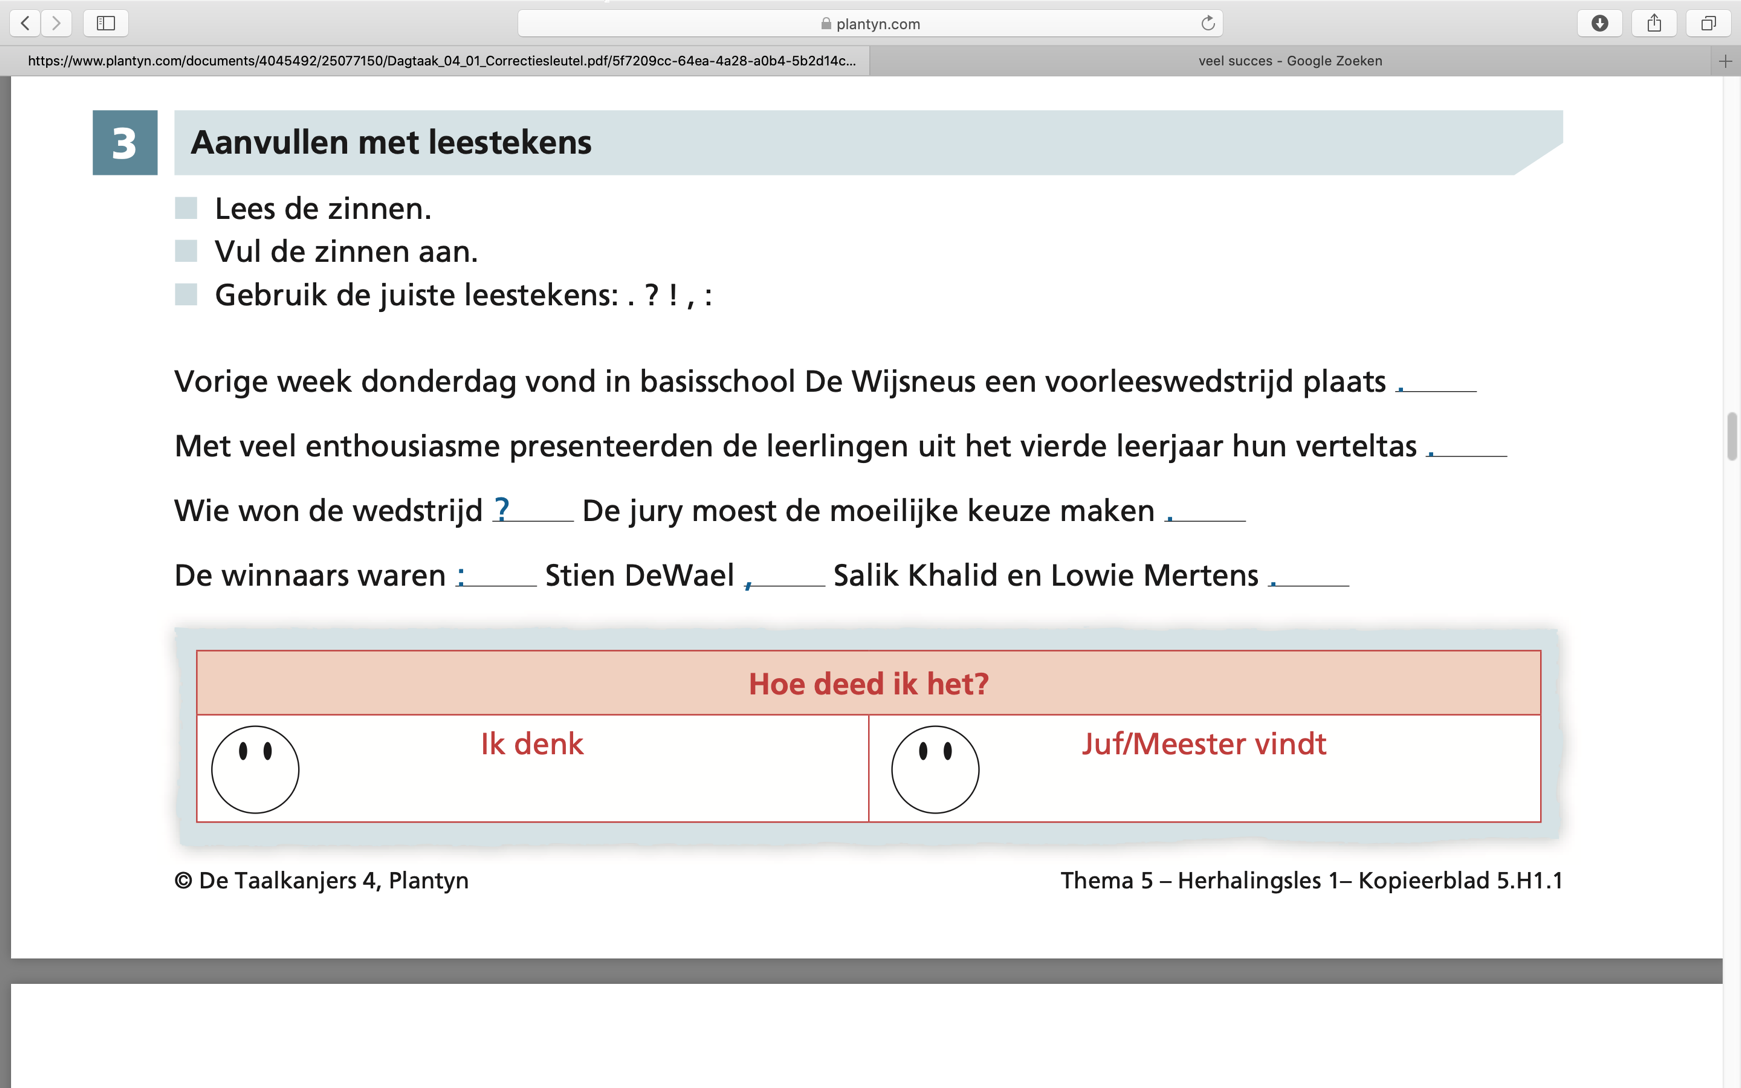 plantyn.com
https://www.plantyn.com/documents/4045492/25077150/Dagtaak_04_01_Correctiesleutel.pdf/5f7209cc-64ea-4a28-a0b4-5b2d14c...
veel succes - Google Zoeken
3 Aanvullen met leestekens
Lees de zinnen.
Vul de zinnen aan.
Gebruik de juiste leestekens: . ? ! , :
Vorige week donderdag vond in basisschool De Wijsneus een voorleeswedstrijd plaats .
Met veel enthousiasme presenteerden de leerlingen uit het vierde leerjaar hun verteltas .
Wie won de wedstrijd ? De jury moest de moeilijke keuze maken .
De winnaars waren : Stien DeWael , Salik Khalid en Lowie Mertens .
Hoe deed ik het?
Ik denk
Juf/Meester vindt
© De Taalkanjers 4, Plantyn
Thema 5 – Herhalingsles 1– Kopieerblad 5.H1.1